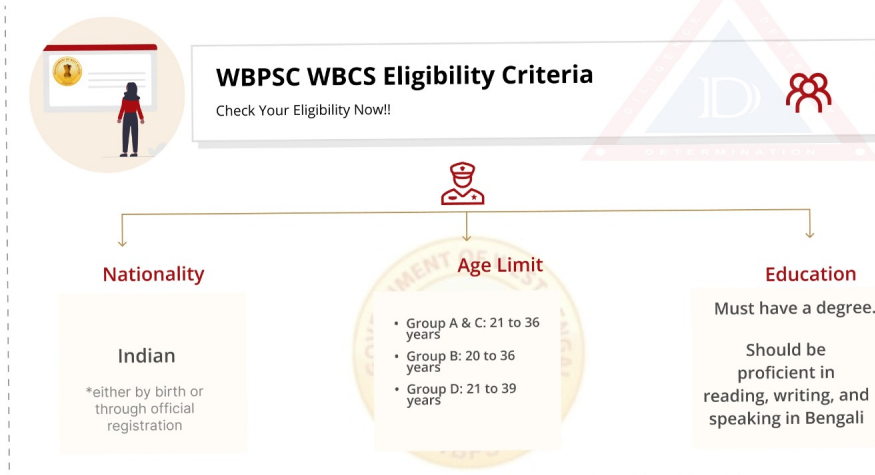 WBPSC WBCS Eligibility Criteria
Check Your Eligibility Now!!
DETERMINATION
Nationality
Indian
*either by birth or
through official
registration
Age Limit
• Group A & C: 21 to 36
years
• Group B: 20 to 36
years
• Group D: 21 to 39
years
Education
Must have a degree.
Should be
proficient in
reading, writing, and
speaking in Bengali